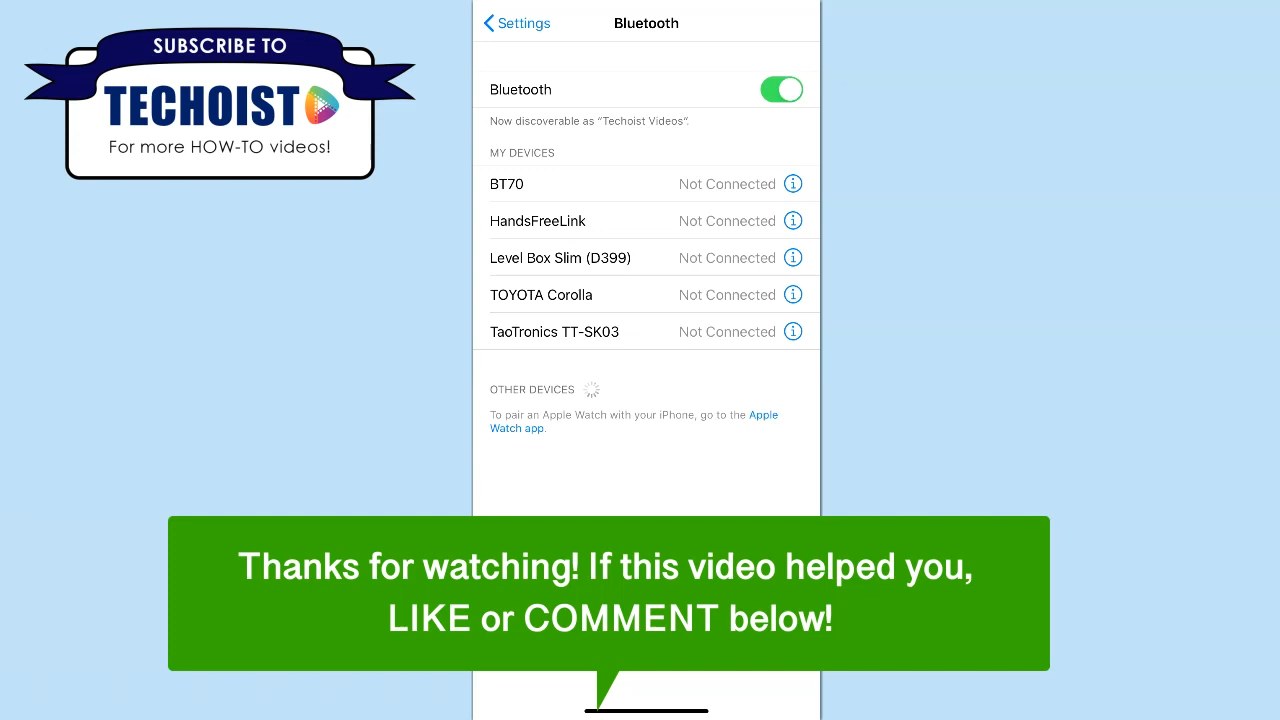 SUBSCRIBE TO
TECHOIST
For more HOW-TO videos!
Settings
Bluetooth
Bluetooth
Now discoverable as “Techoist Videos”.
MY DEVICES
BT70 Not Connected
HandsFreeLink Not Connected
Level Box Slim (D399) Not Connected
TOYOTA Corolla Not Connected
TaoTronics TT-SK03 Not Connected
OTHER DEVICES
To pair an Apple Watch with your iPhone, go to the Apple
Watch app.
Thanks for watching! If this video helped you,
LIKE or COMMENT below!